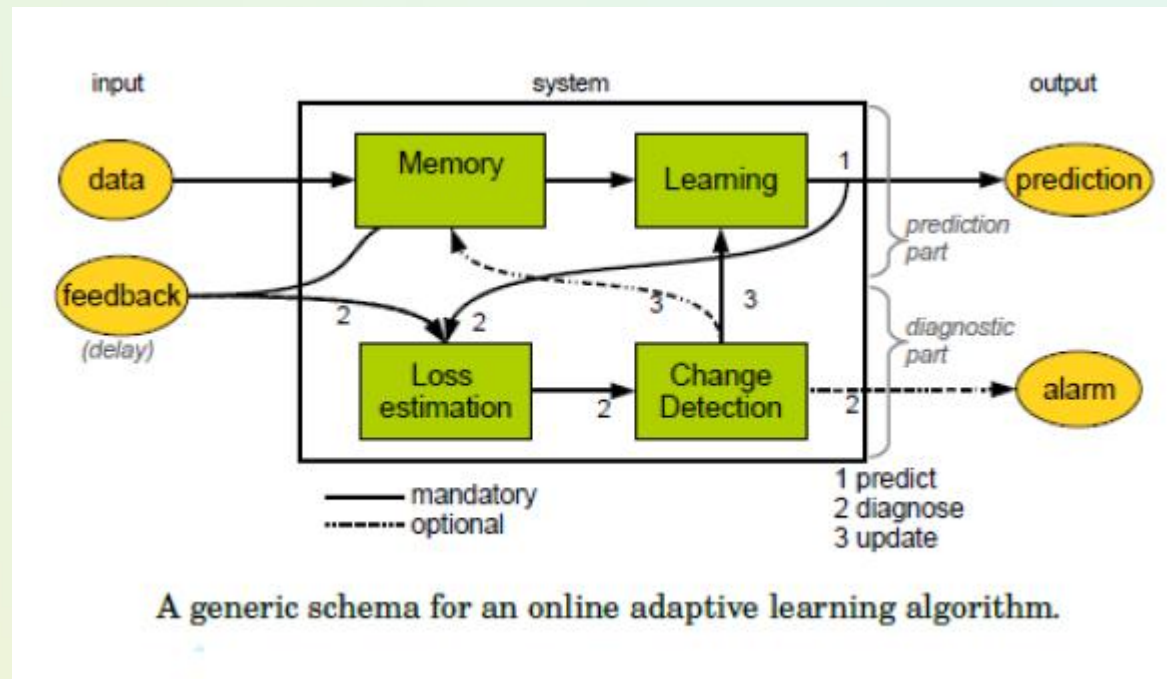 input
system
output
data
Memory
Learning
1
prediction
prediction
part
feedback
(delay)
2
2
3
3
diagnostic
part
Loss
estimation
2
Change
Detection
2
alarm
mandatory
optional
1 predict
2 diagnose
3 update
A generic schema for an online adaptive learning algorithm.